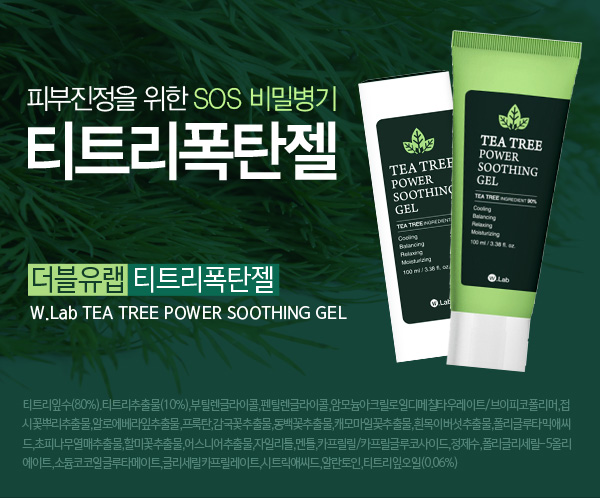 피부진정을 위한 SOS 비밀병기
티트리폭탄젤
더블유랩 티트리폭탄젤
W.Lab TEA TREE POWER SOOTHING GEL
TEA TREE
POWER
SOOTHING
GEL
TEA TREE INGREDIENT
Cooling
Balancing
Relaxing
Moisturizing
100 ml / 3.38 fl. oz.
W.Lab
TEA TREE
POWER
SOOTHING
GEL
TEA TREE INGREDIENT 90%
Cooling
Balancing
Relaxing
Moisturizing
100 ml / 3.38 fl. oz.
W.Lab
티트리잎수(80%),티트리추출물(10%),부틸렌글라이콜,펜틸렌글라이콜,암모늄아크릴로일디메칠타우레이트/브이피코폴리머,접
시꽃뿌리추출물,알로에베라잎추출물,프룩탄,감국꽃추출물,동백꽃추출물,캐모마일꽃추출물,흰목이버섯추출물,폴리글루타믹애씨
드,초피나무열매추출물,할미꽃추출물,어스니어추출물,자일리톨,멘톨,카프릴릴/카프릴글루코사이드,정제수,폴리글리세릴-5올리
에이트,소듐코코일글루타메이트,글리세릴카프릴레이트,시트릭애씨드,알란토인,티트리잎오일(0.06%)